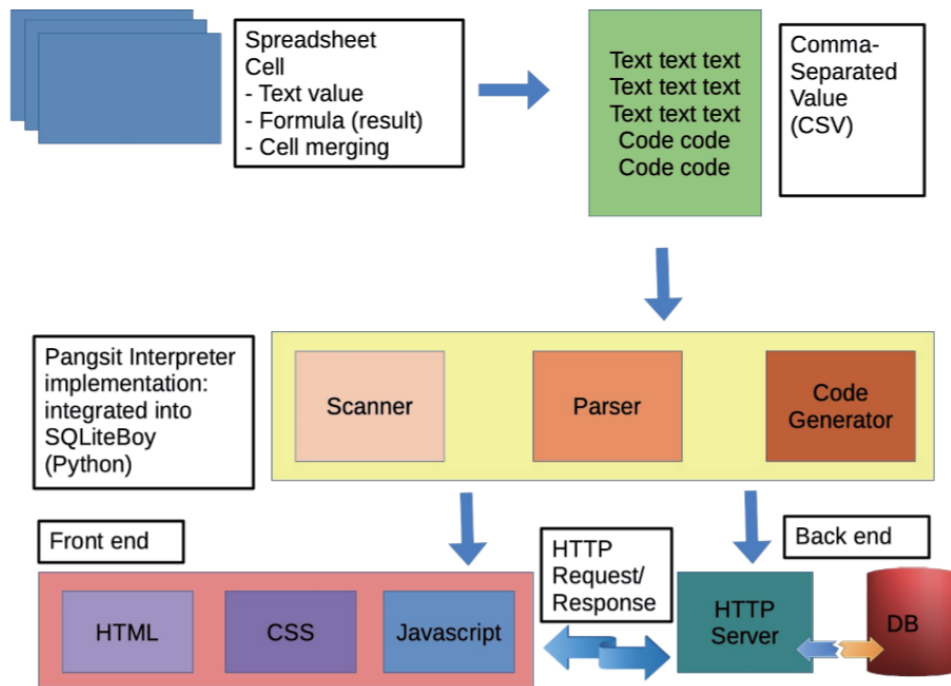 Spreadsheet
Cell
- Text value
- Formula (result)
- Cell merging
Text text text
Text text text
Text text text
Code code
Code code
Comma-
Separated
Value
(CSV)
Pangsit Interpreter
implementation:
integrated into
SQLiteBoy
(Python)
Scanner
Parser
Code
Generator
Front end
HTTP
Request/
Response
Back end
HTML
CSS
Javascript
HTTP
Server
DB